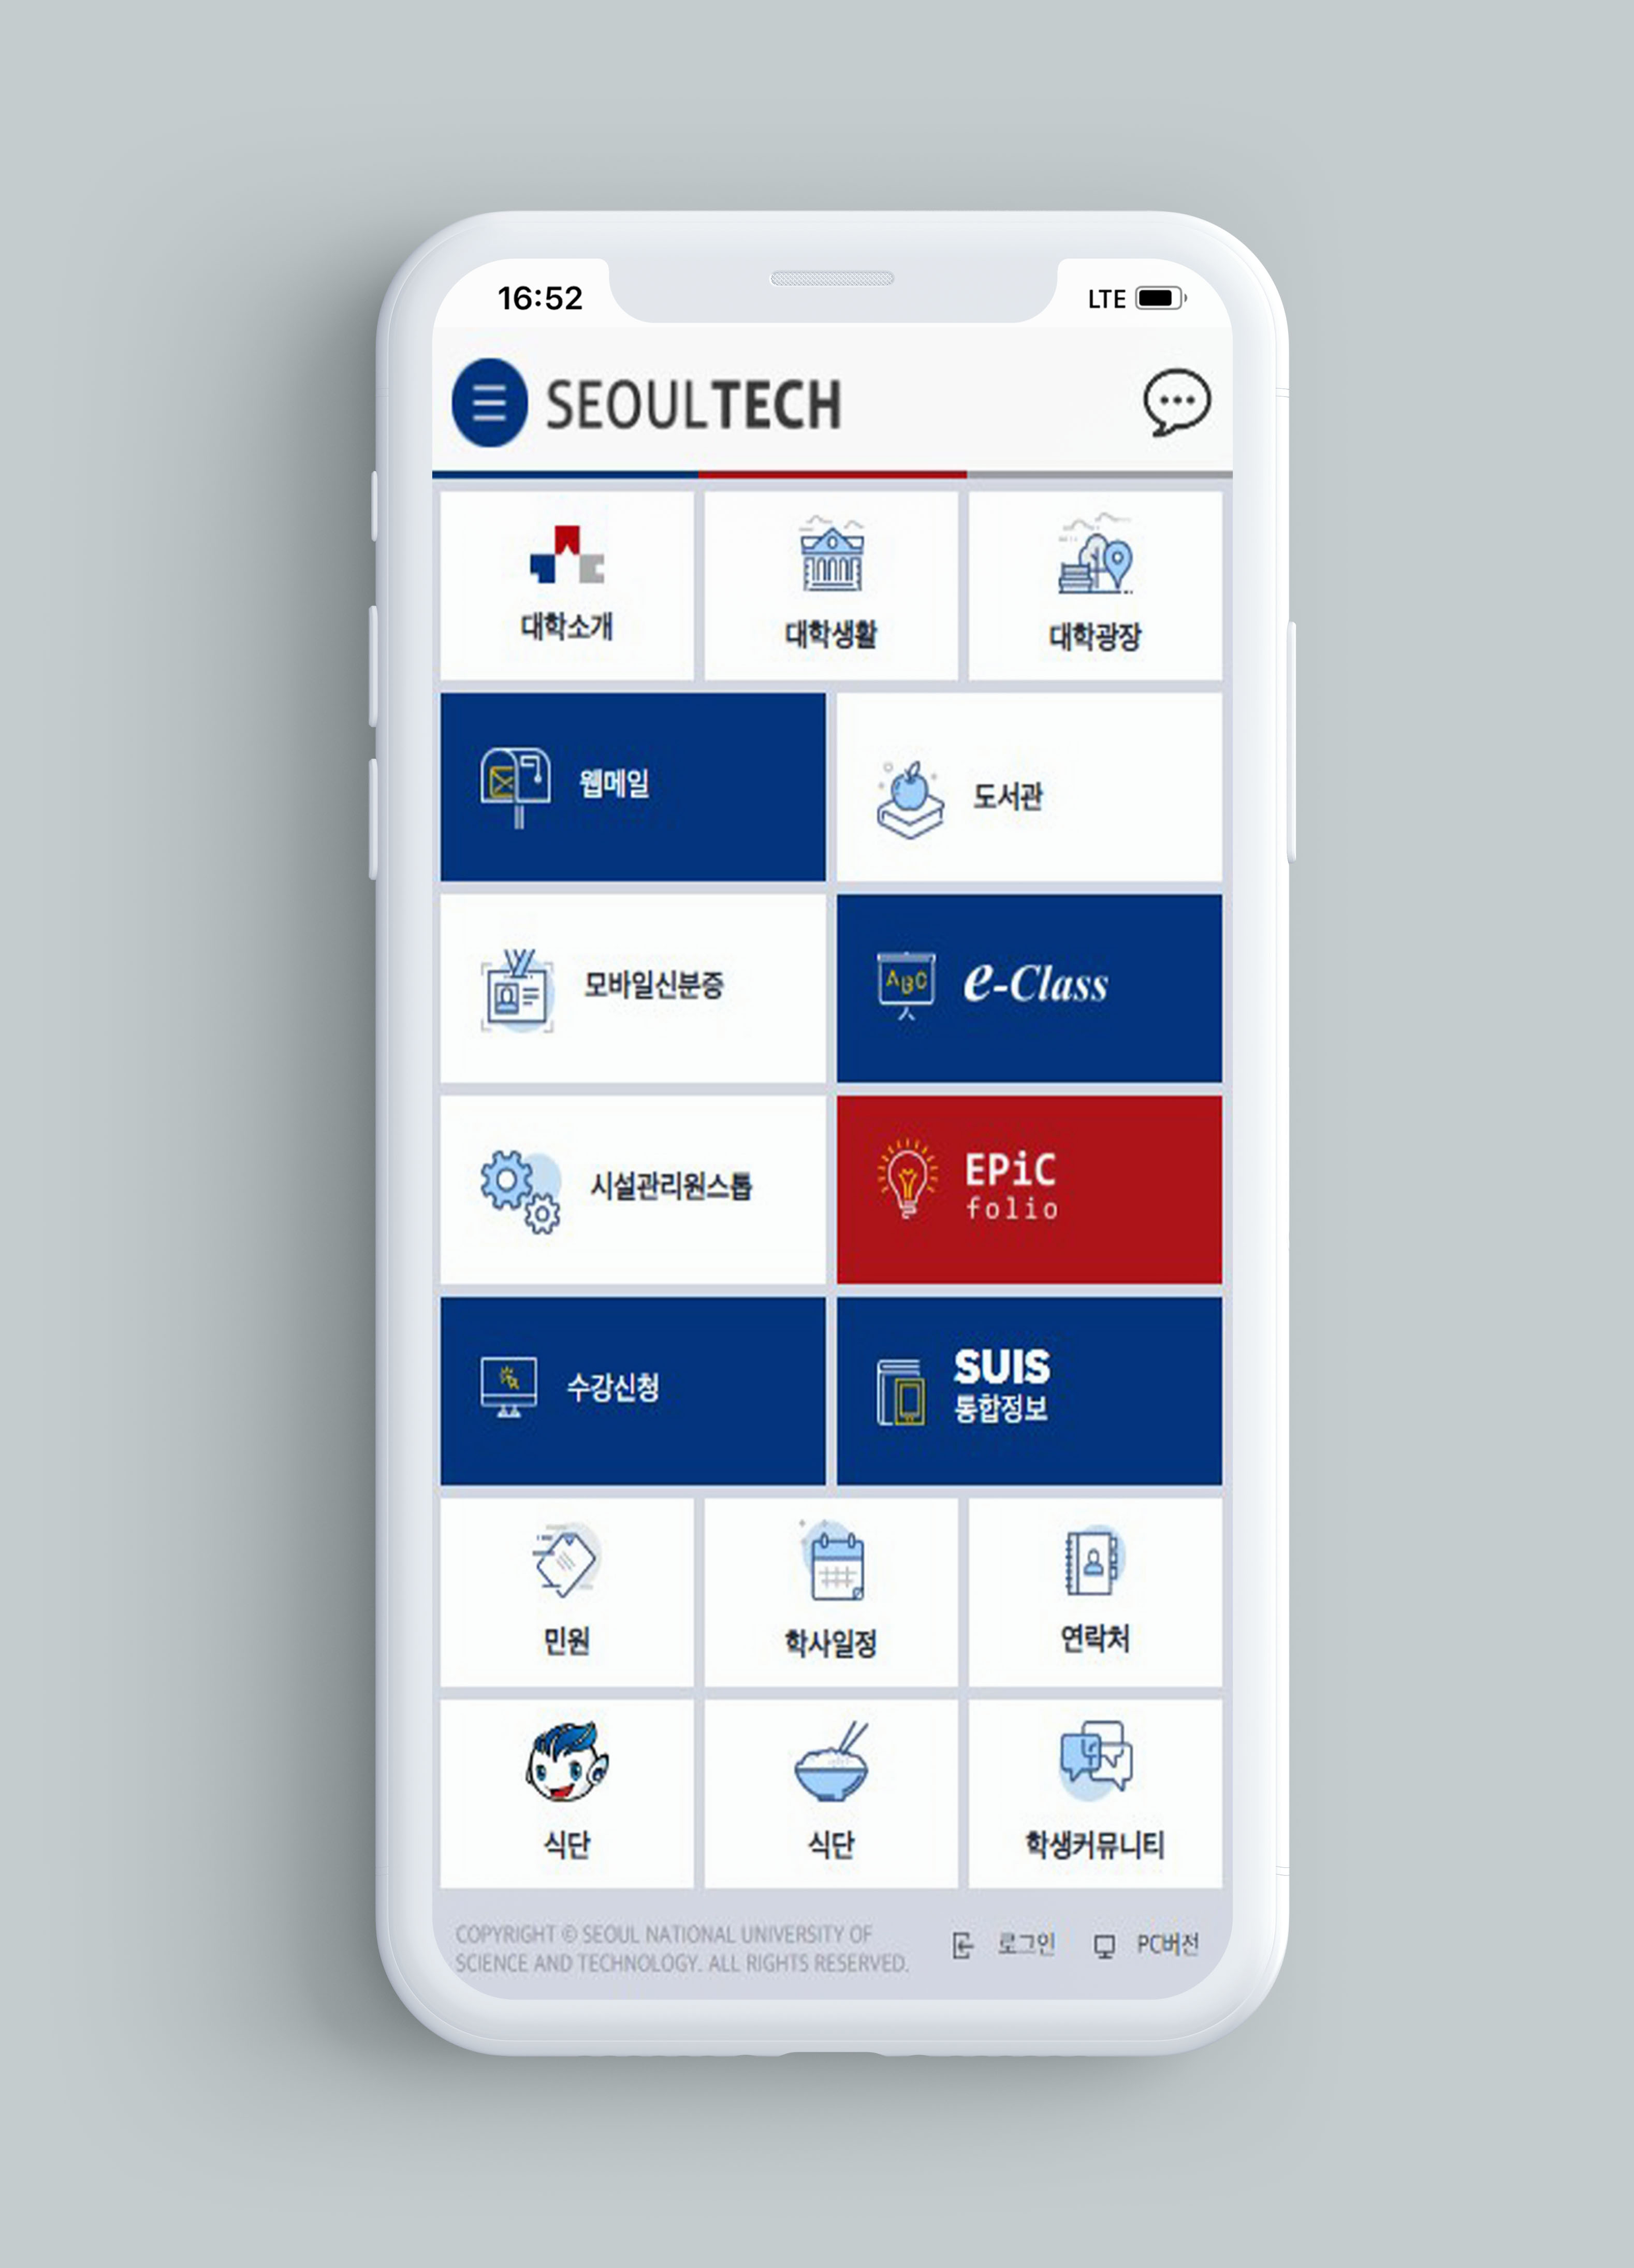 16:52
LTE
SEOULTECH
대학소개
대학생활
대학광장
웹메일
도서관
모바일신분증
ABC
e-Class
시설관리원스톱
EPiC
folio
수강신청
SUIS
통합정보
민원
학사일정
연락처
식단
식단
학생커뮤니티
COPYRIGHT © SEOUL NATIONAL UNIVERSITY OF
SCIENCE AND TECHNOLOGY. ALL RIGHTS RESERVED.
로그인
PC버전